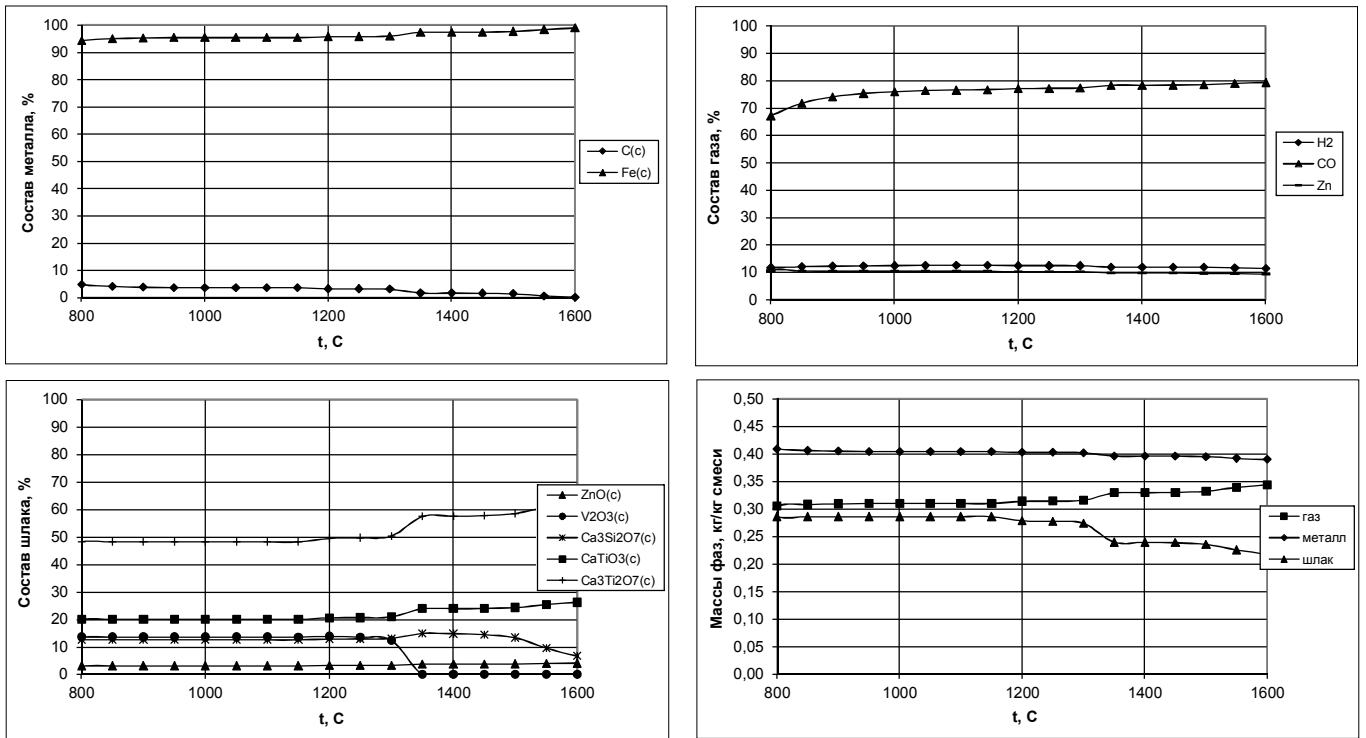 Состав металла, %
100
90
80
70
60
50
40
30
20
10
0
800 1000 1200 1400 1600
t, C
C(c)
Fe(c)
Состав газа, %
100
90
80
70
60
50
40
30
20
10
0
800 1000 1200 1400 1600
t, C
H2
CO
Zn
Состав шлака, %
100
90
80
70
60
50
40
30
20
10
0
800 1000 1200 1400 1600
t, C
ZnO(c)
V2O3(c)
Ca3Si2O7(c)
CaTiO3(c)
Ca3Ti2O7(c)
Массы фаз, кг/кг смеси
0,50
0,45
0,40
0,35
0,30
0,25
0,20
0,15
0,10
0,05
0,00
800 1000 1200 1400 1600
t, C
газ
металл
шлак